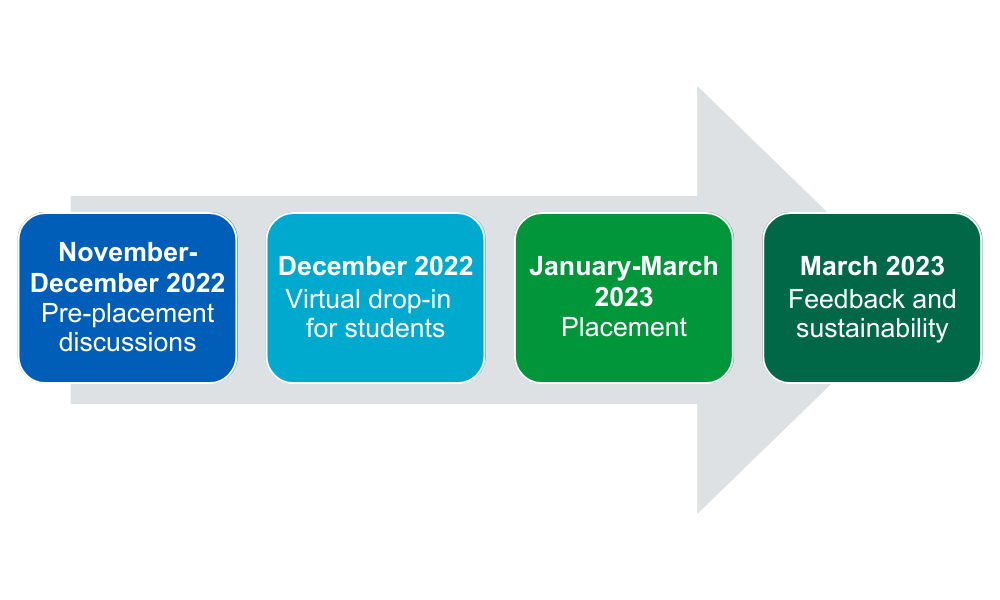 November-
December 2022
Pre-placement
discussions
December 2022
Virtual drop-in
for students
January-March
2023
Placement
March 2023
Feedback and
sustainability